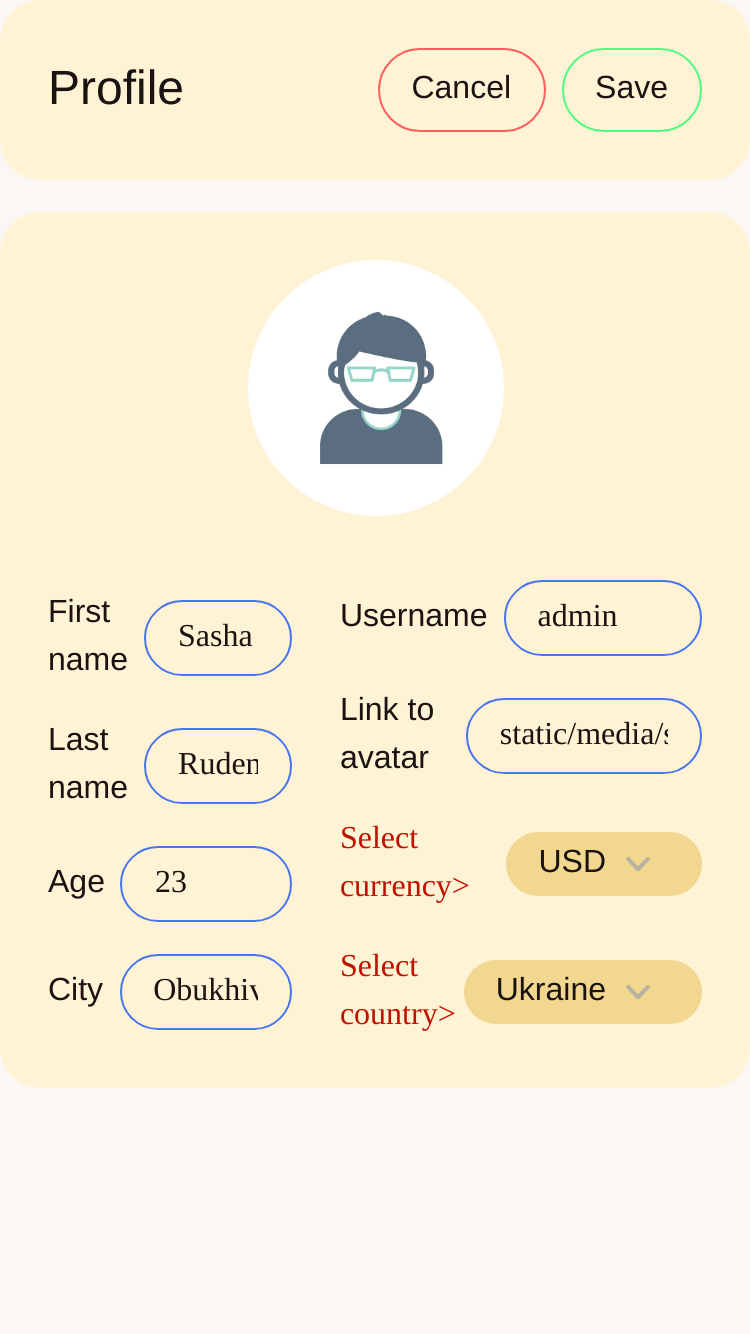 Profile
Cancel
Save
First
name
Sasha
Last
name
Ruden
Age
23
City
Obukhiv
Username
admin
Link to
avatar
static/media/s
Select
currency>
USD
Select
country>
Ukraine